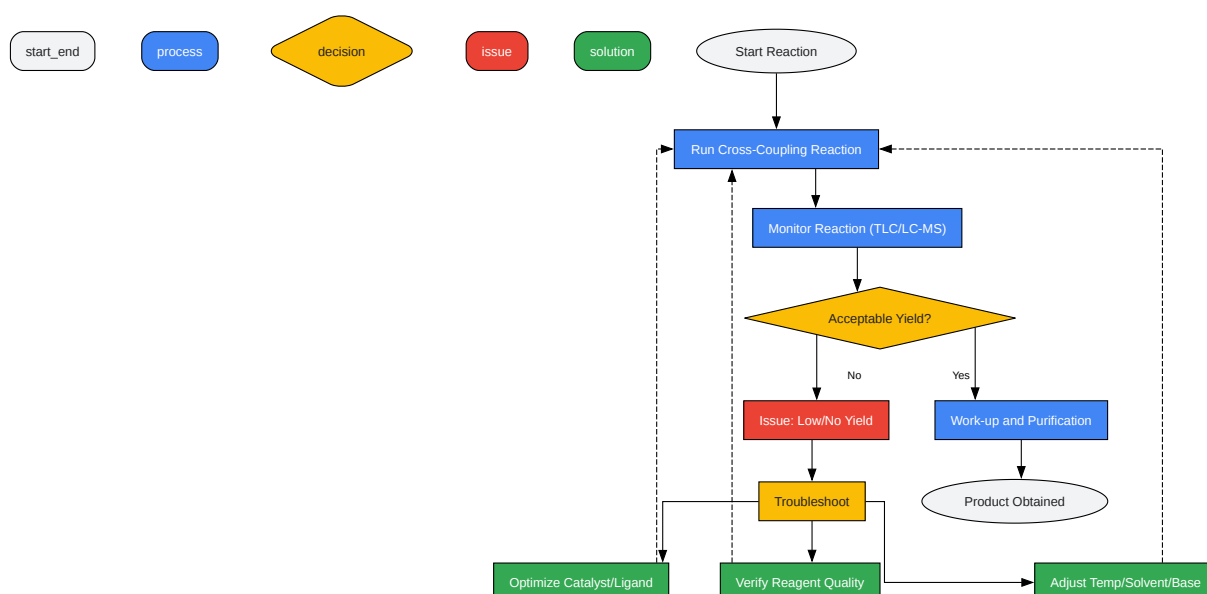 start_end
process
decision
issue
solution
Start Reaction
Run Cross-Coupling Reaction
Monitor Reaction (TLC/LC-MS)
Acceptable Yield?
No
Yes
Issue: Low/No Yield
Work-up and Purification
Troubleshoot
Product Obtained
Optimize Catalyst/Ligand
Verify Reagent Quality
Adjust Temp/Solvent/Base